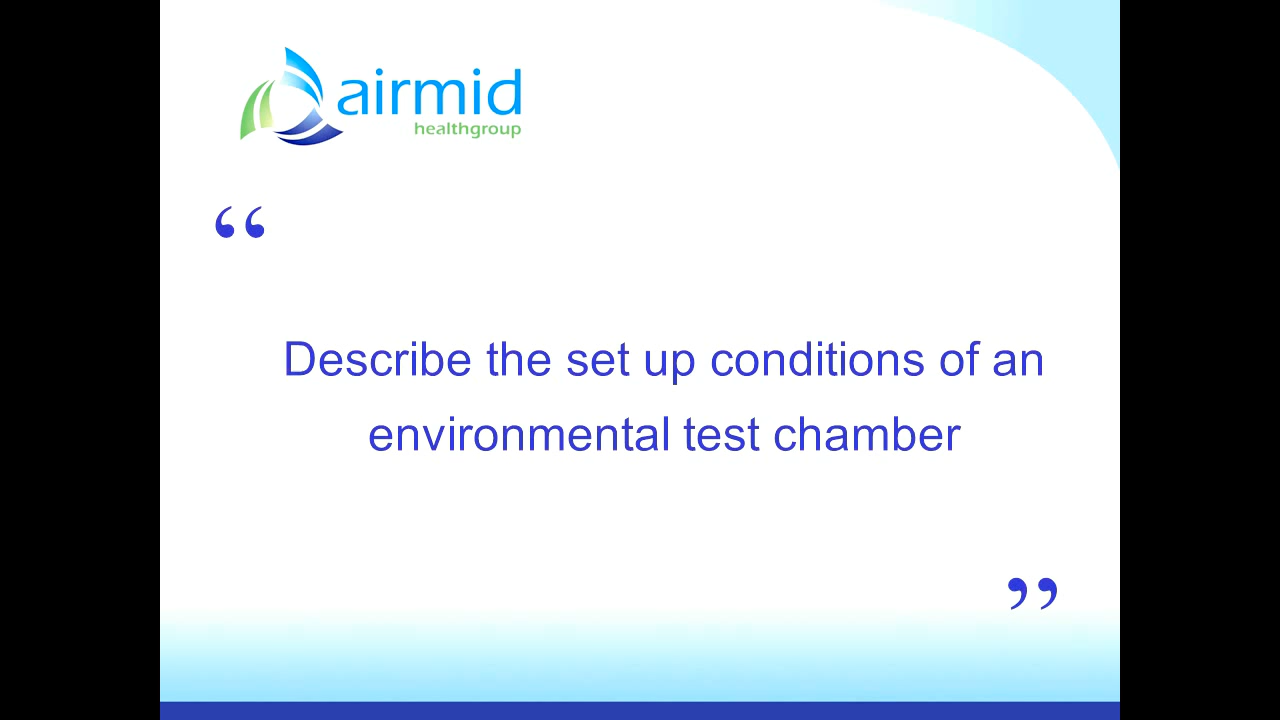 airmid
healthgroup
“
Describe the set up conditions of an
environmental test chamber
”